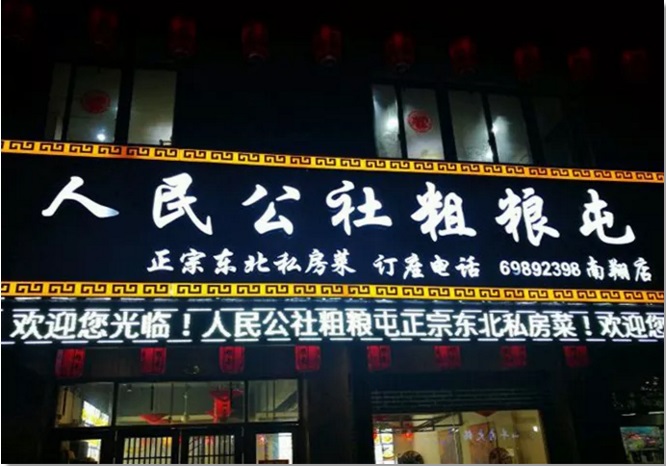 人民公社粗粮屯
正宗东北私房菜 订座电话 69892398 南翔店
欢迎您光临！人民公社粗粮屯正宗东北私房菜！欢迎您